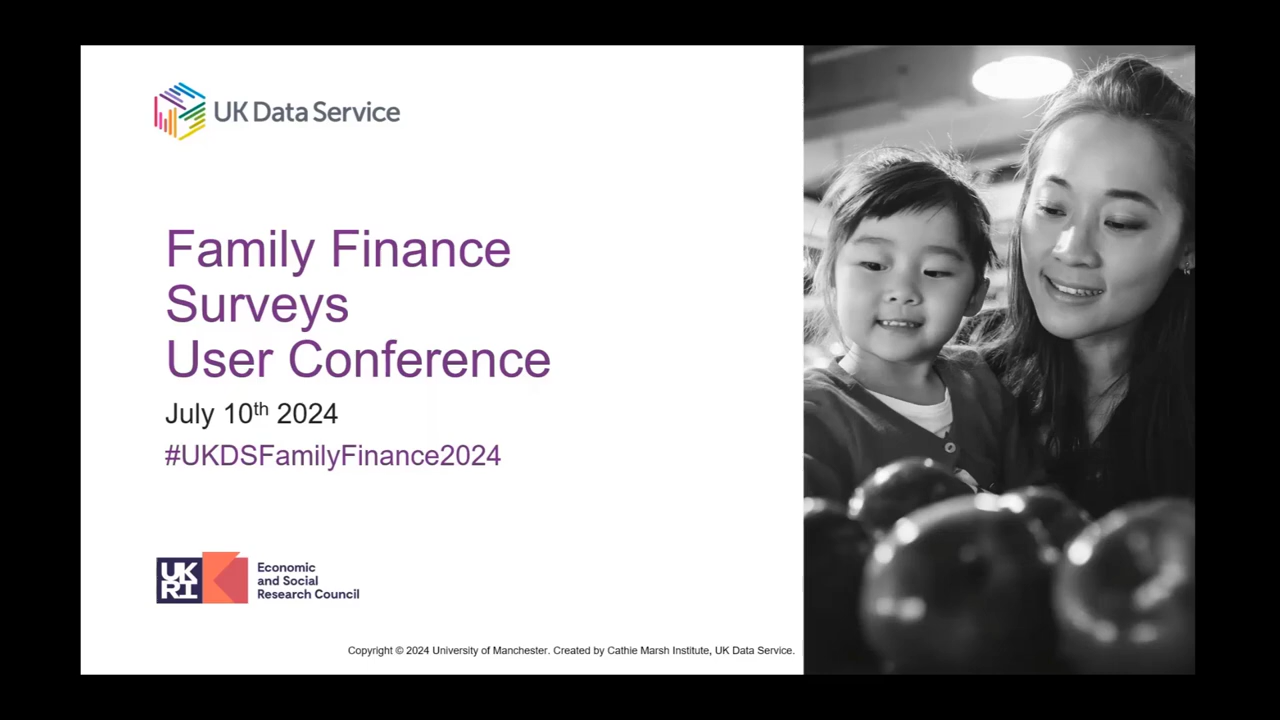 UK Data Service
Family Finance
Surveys
User Conference
July 10th 2024
#UKDSFamilyFinance2024
UK
RI
Economic
and Social
Research Council
Copyright © 2024 University of Manchester. Created by Cathie Marsh Institute, UK Data Service.